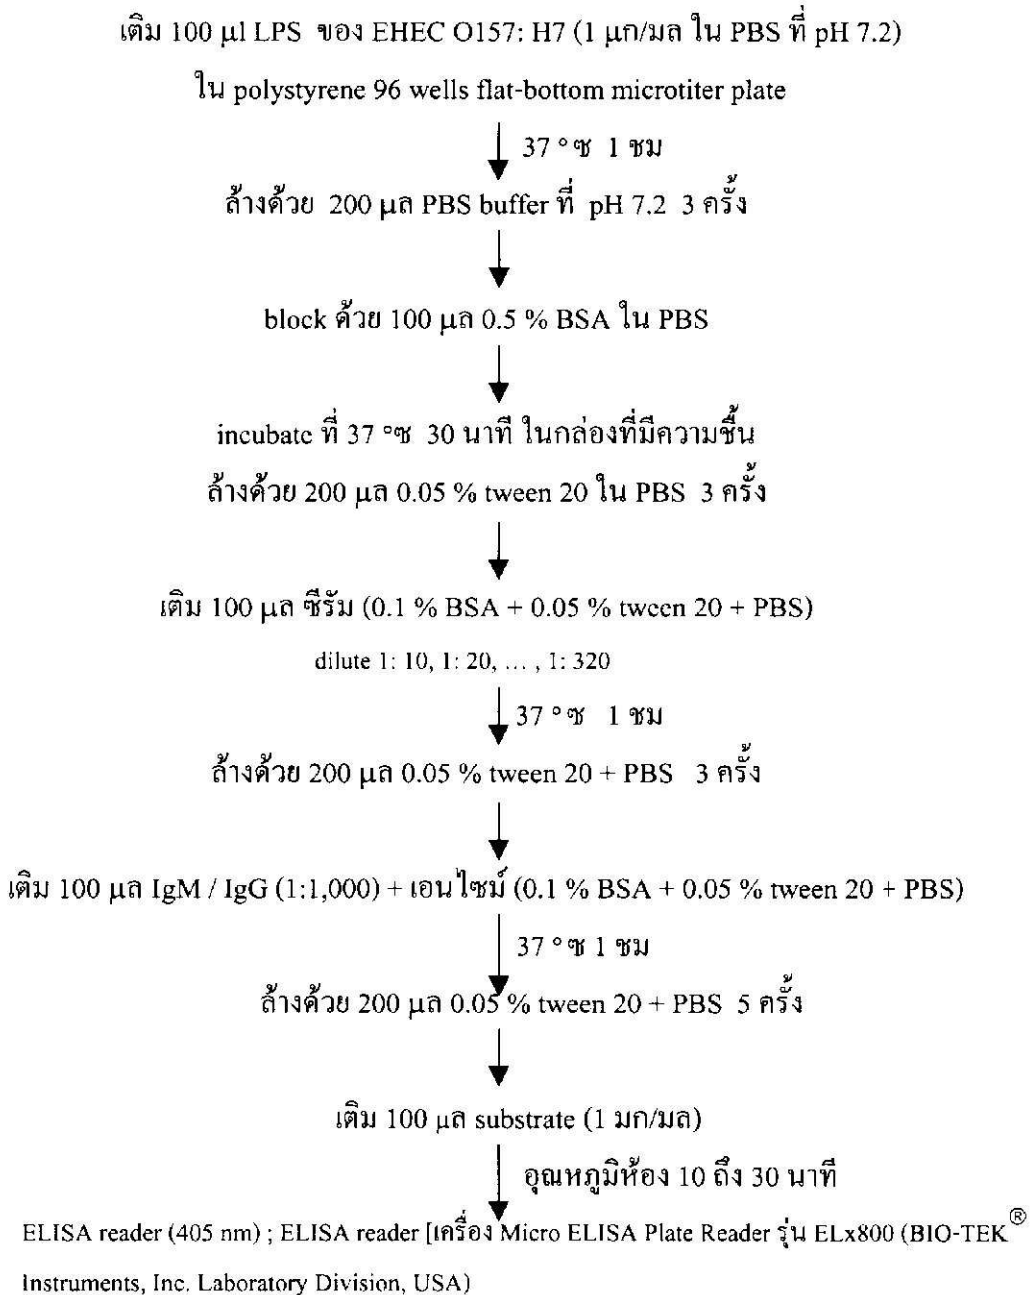 เติม 100 µl LPS ของ EHEC O157: H7 (1 µก/มล ใน PBS ที่ pH 7.2)
ใน polystyrene 96 wells flat-bottom microtiter plate
37 °ซ 1 ชม
ล้างด้วย 200 µล PBS buffer ที่ pH 7.2 3 ครั้ง
block ด้วย 100 µล 0.5 % BSA ใน PBS
incubate ที่ 37 °ซ 30 นาที ในกล่องที่มีความชื้น
ล้างด้วย 200 µล 0.05 % tween 20 ใน PBS 3 ครั้ง
เติม 100 µล ซีรัม (0.1 % BSA + 0.05 % tween 20 + PBS)
dilute 1: 10, 1: 20, ... , 1: 320
37 °ซ 1 ชม
ล้างด้วย 200 µล 0.05 % tween 20 + PBS 3 ครั้ง
เติม 100 µล IgM / IgG (1:1,000) + เอนไซม์ (0.1 % BSA + 0.05 % tween 20 + PBS)
37 °ซ 1 ชม
ล้างด้วย 200 µล 0.05 % tween 20 + PBS 5 ครั้ง
เติม 100 µล substrate (1 มก/มล)
อุณหภูมิห้อง 10 ถึง 30 นาที
ELISA reader (405 nm) ; ELISA reader [เครื่อง Micro ELISA Plate Reader รุ่น ELx800 (BIO-TEK®
Instruments, Inc. Laboratory Division, USA)